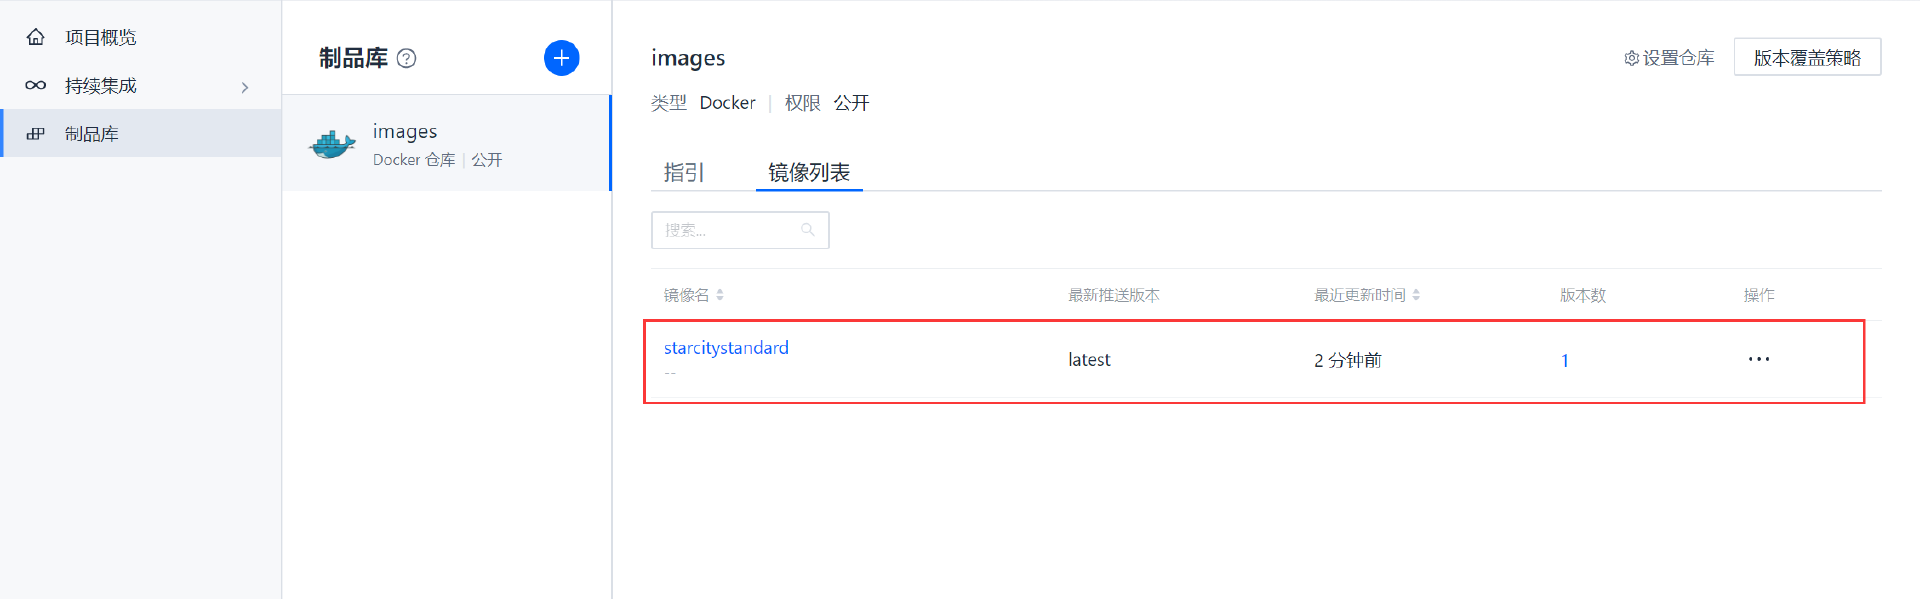 项目概览
持续集成
制品库
制品库
images
Docker 仓库 | 公开
images
设置仓库
版本覆盖策略
类型 Docker | 权限 公开
指引 镜像列表
搜索...
镜像名 最新推送版本 最近更新时间 版本数 操作
starcitystandard
--
latest 2 分钟前 1 ···